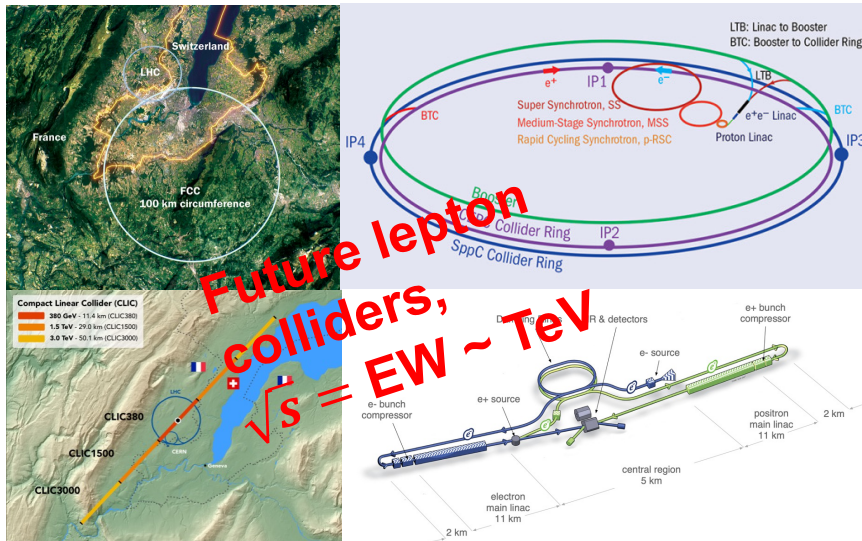 Switzerland
LHC
France
FCC
100 km circumference
LTB: Linac to Booster
BTC: Booster to Collider Ring
IP1
e⁺
e⁻
LTB
BTC
BTC
Super Synchrotron, SS
Medium-Stage Synchrotron, MSS
Rapid Cycling Synchrotron, p-RSC
e⁺e⁻ Linac
Proton Linac
IP4
IP3
Booster
Collider Ring
IP2
SppC Collider Ring
Future lepton
colliders,
√s = EW ~ TeV
Compact Linear Collider (CLIC)
380 GeV - 11.4 km (CLIC380)
1.5 TeV - 29.0 km (CLIC1500)
3.0 TeV - 50.1 km (CLIC3000)
LHC
CLIC380
CERN
CLIC1500
Geneva
CLIC3000
& detectors
e+ bunch
compressor
e- source
e+ source
e- bunch
compressor
positron
main linac
11 km
2 km
central region
5 km
electron
main linac
11 km
2 km